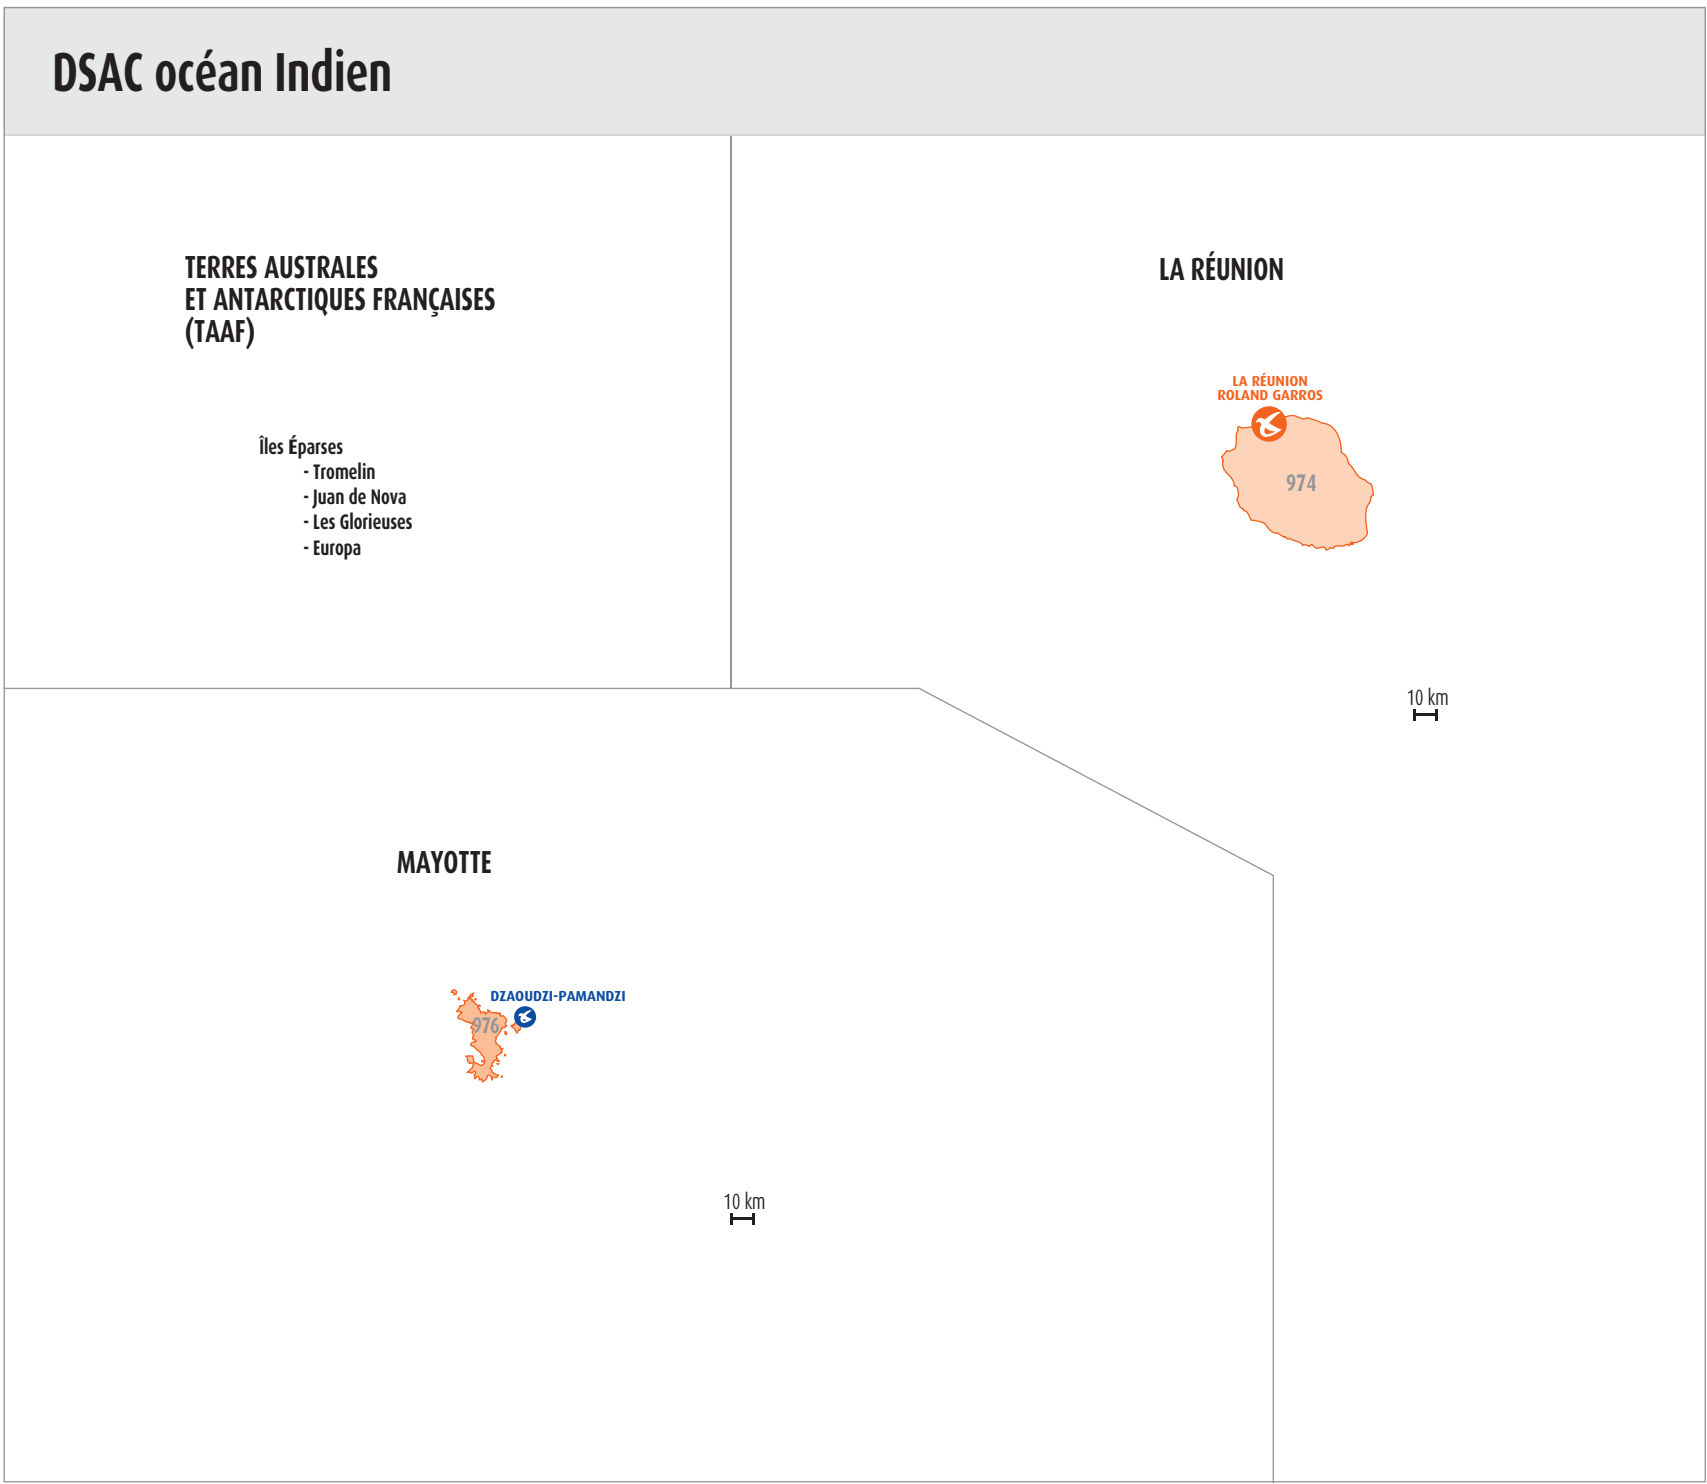 DSAC océan Indien
TERRES AUSTRALES
ET ANTARCTIQUES FRANÇAISES
(TAAF)
Îles Éparses
- Tromelin
- Juan de Nova
- Les Glorieuses
- Europa
LA RÉUNION
LA RÉUNION
ROLAND GARROS
974
10 km
MAYOTTE
DZAOUDZI-PAMANDZI
976
10 km